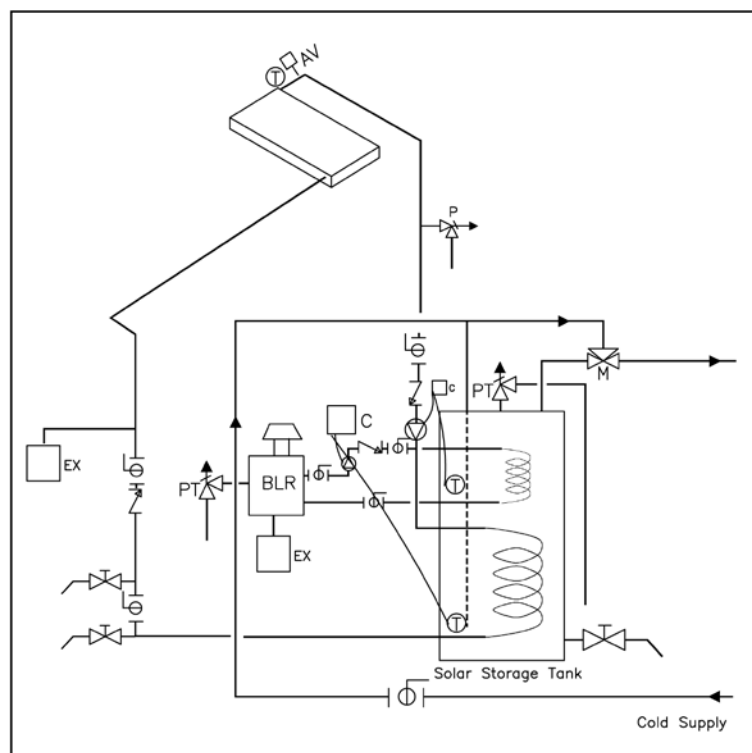 T
AV
P
M
PT
C
C
EX
PT
BLR
T
EX
T
Solar Storage Tank
Cold Supply